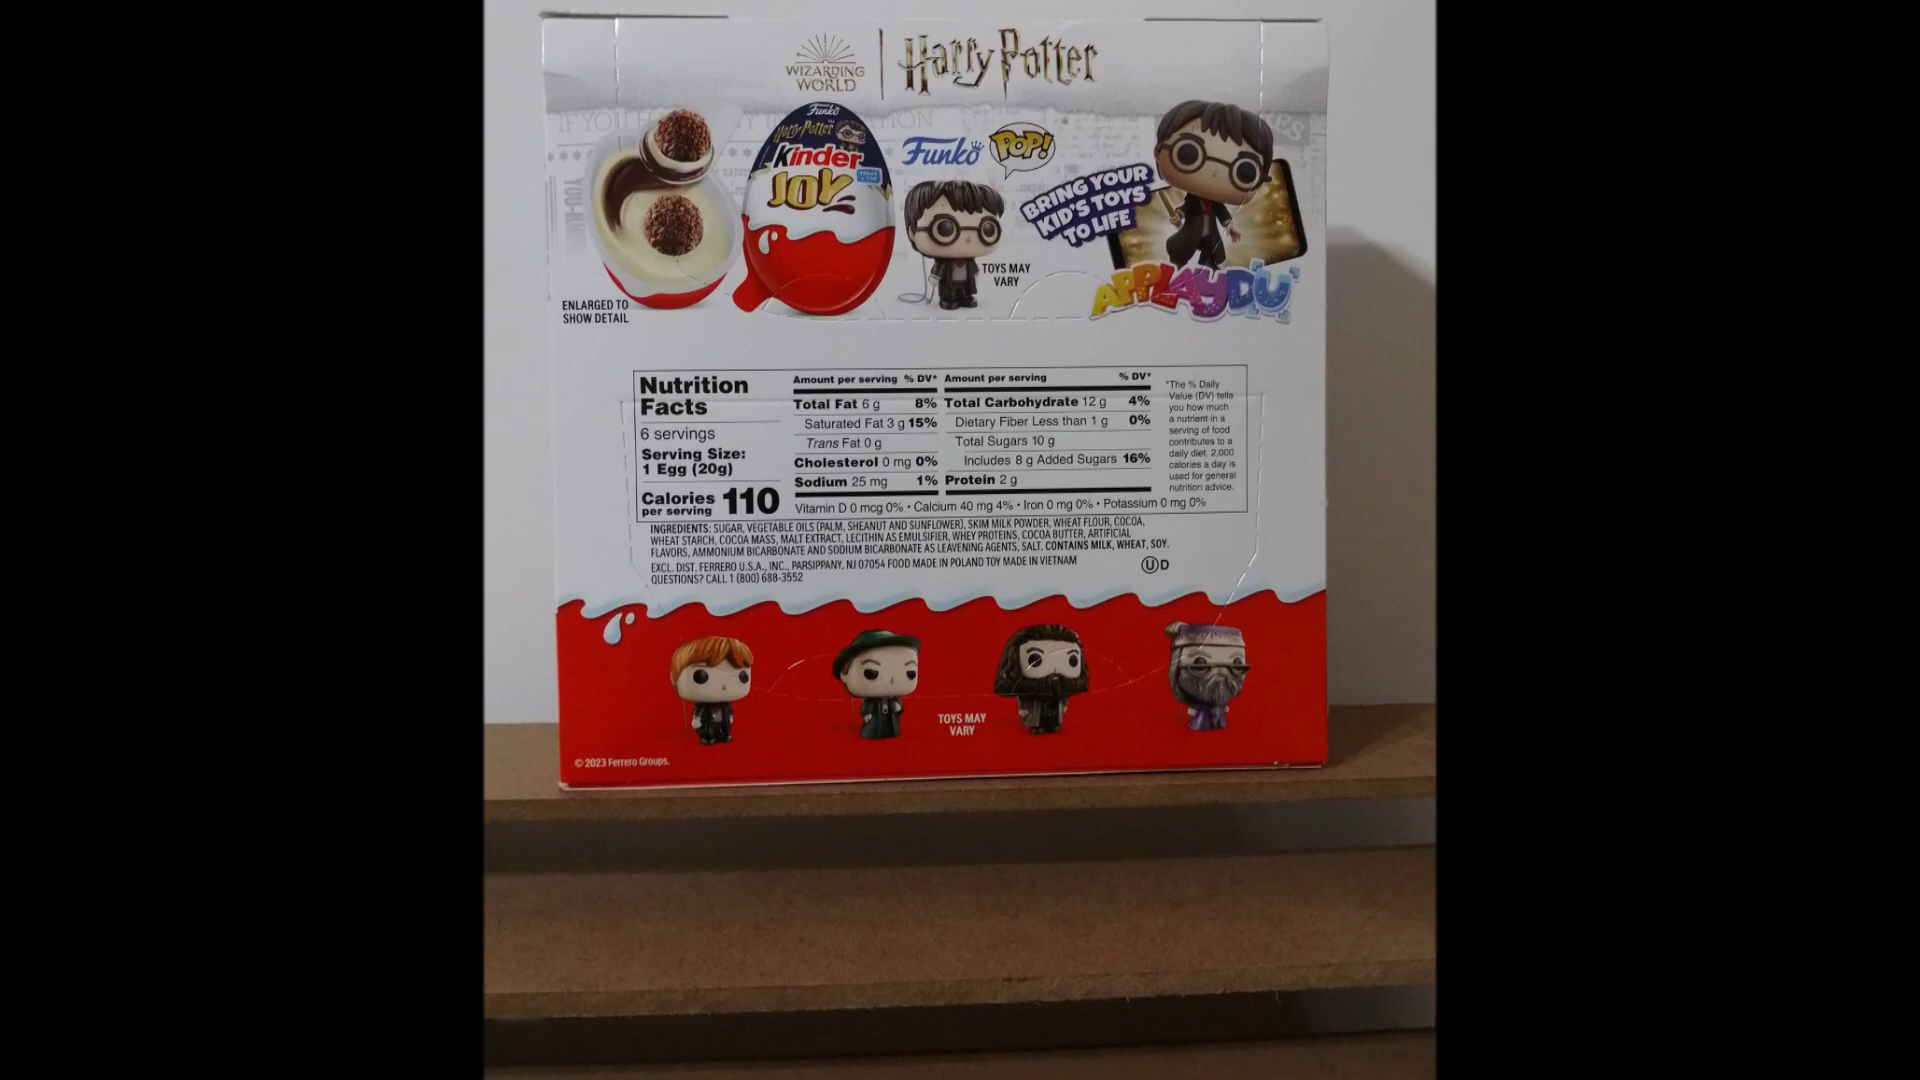 WIZARDING
WORLD
Harry Potter
Funko
Harry Potter
Kinder
JOY
Funko POP!
BRING YOUR
KID'S TOYS
TO LIFE
TOYS MAY
VARY
APPLAYDU
ENLARGED TO
SHOW DETAIL
Nutrition
Facts
6 servings
Serving Size:
1 Egg (20g)
Calories
per serving 110
Amount per serving % DV*
Total Fat 6 g 8%
Saturated Fat 3 g 15%
Trans Fat 0 g
Cholesterol 0 mg 0%
Sodium 25 mg 1%
Amount per serving % DV*
Total Carbohydrate 12 g 4%
Dietary Fiber Less than 1 g 0%
Total Sugars 10 g
Includes 8 g Added Sugars 16%
Protein 2 g
Vitamin D 0 mcg 0% • Calcium 40 mg 4% • Iron 0 mg 0% • Potassium 0 mg 0%
*The % Daily
Value (DV) tells
you how much
a nutrient in a
serving of food
contributes to a
daily diet. 2,000
calories a day is
used for general
nutrition advice.
INGREDIENTS: SUGAR, VEGETABLE OILS (PALM, SHEANUT AND SUNFLOWER), SKIM MILK POWDER, WHEAT FLOUR, COCOA,
WHEAT STARCH, COCOA MASS, MALT EXTRACT, LECITHIN AS EMULSIFIER, WHEY PROTEINS, COCOA BUTTER, ARTIFICIAL
FLAVORS, AMMONIUM BICARBONATE AND SODIUM BICARBONATE AS LEAVENING AGENTS, SALT. CONTAINS MILK, WHEAT, SOY.
EXCL. DIST. FERRERO U.S.A., INC., PARSIPPANY, NJ 07054 FOOD MADE IN POLAND TOY MADE IN VIETNAM
QUESTIONS? CALL 1 (800) 688-3552
UD
TOYS MAY
VARY
© 2023 Ferrero Groups.